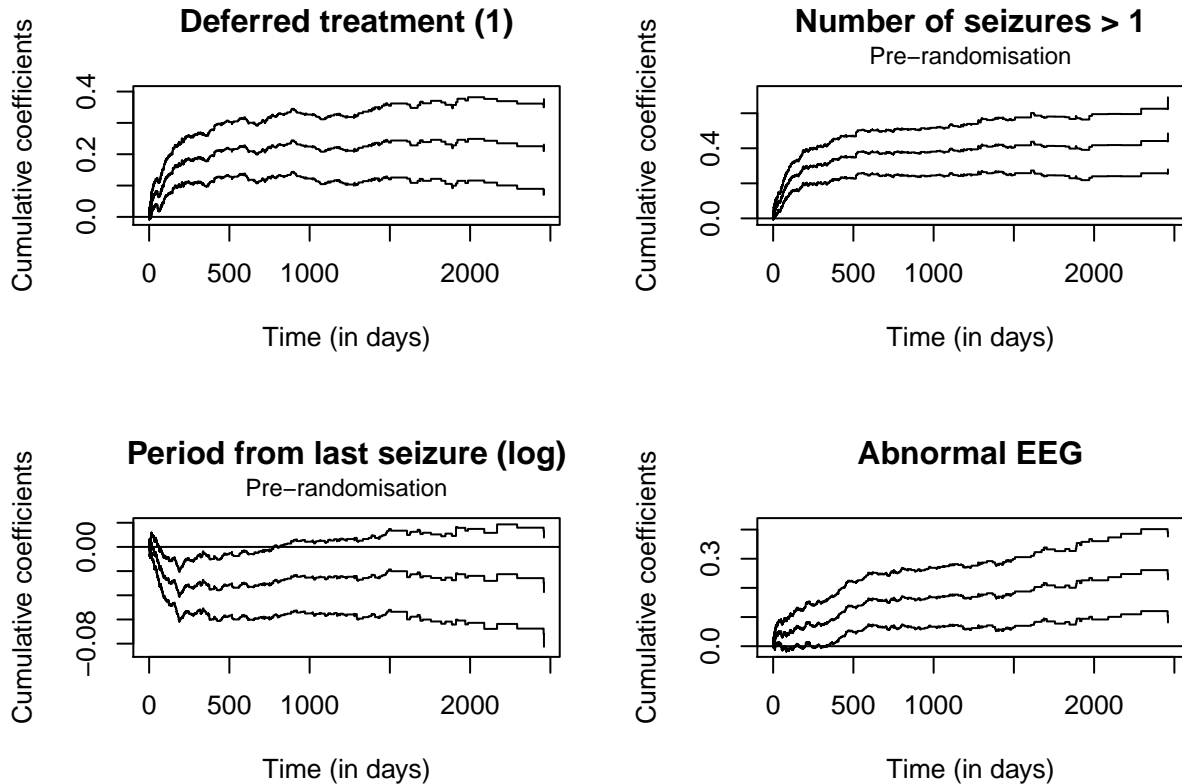 Deferred treatment (1)
Cumulative coefficients
0.0 0.2 0.4
0 500 1000 2000
Time (in days)
Number of seizures > 1
Pre−randomisation
Cumulative coefficients
0.0 0.4
0 500 1000 2000
Time (in days)
Period from last seizure (log)
Pre−randomisation
Cumulative coefficients
−0.08 0.00
0 500 1000 2000
Time (in days)
Abnormal EEG
Cumulative coefficients
0.0 0.3
0 500 1000 2000
Time (in days)